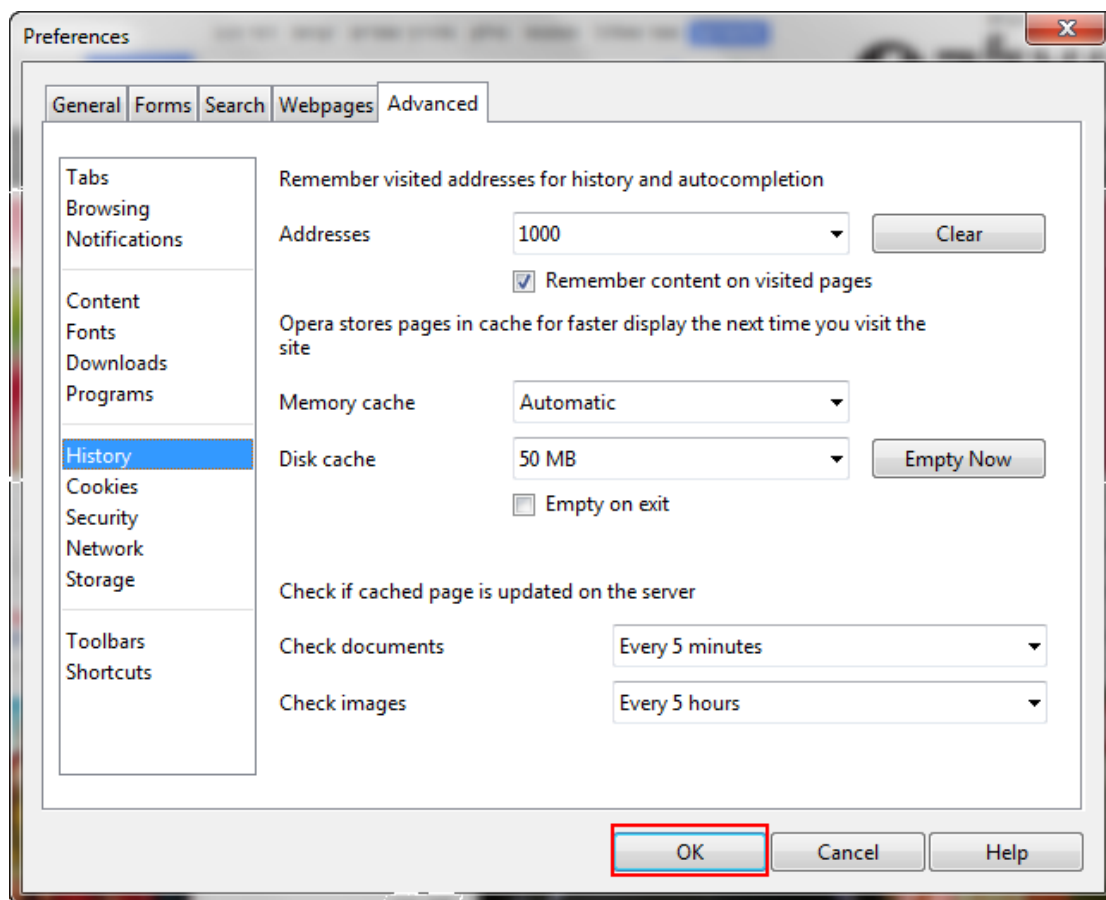 Preferences
General Forms Search Webpages Advanced
Tabs
Browsing
Notifications
Content
Fonts
Downloads
Programs
History
Cookies
Security
Network
Storage
Toolbars
Shortcuts
Remember visited addresses for history and autocompletion
Addresses 1000 Clear
Remember content on visited pages
Opera stores pages in cache for faster display the next time you visit the
site
Memory cache Automatic
Disk cache 50 MB Empty Now
Empty on exit
Check if cached page is updated on the server
Check documents Every 5 minutes
Check images Every 5 hours
OK Cancel Help